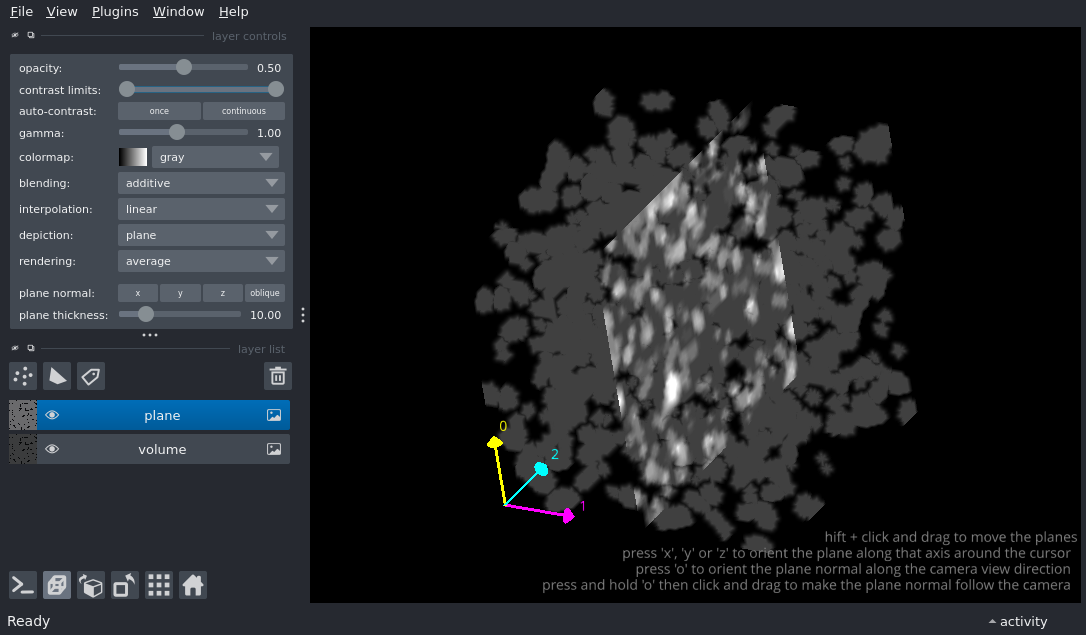 File View Plugins Window Help
layer controls
opacity: 0.50
contrast limits:
auto-contrast: once continuous
gamma: 1.00
colormap: gray
blending: additive
interpolation: linear
depiction: plane
rendering: average
plane normal: x y z oblique
plane thickness: 10.00
layer list
plane
volume
0
2
1
hift + click and drag to move the planes
press 'x', 'y' or 'z' to orient the plane along that axis around the cursor
press 'o' to orient the plane normal along the camera view direction
press and hold 'o' then click and drag to make the plane normal follow the camera
Ready
activity